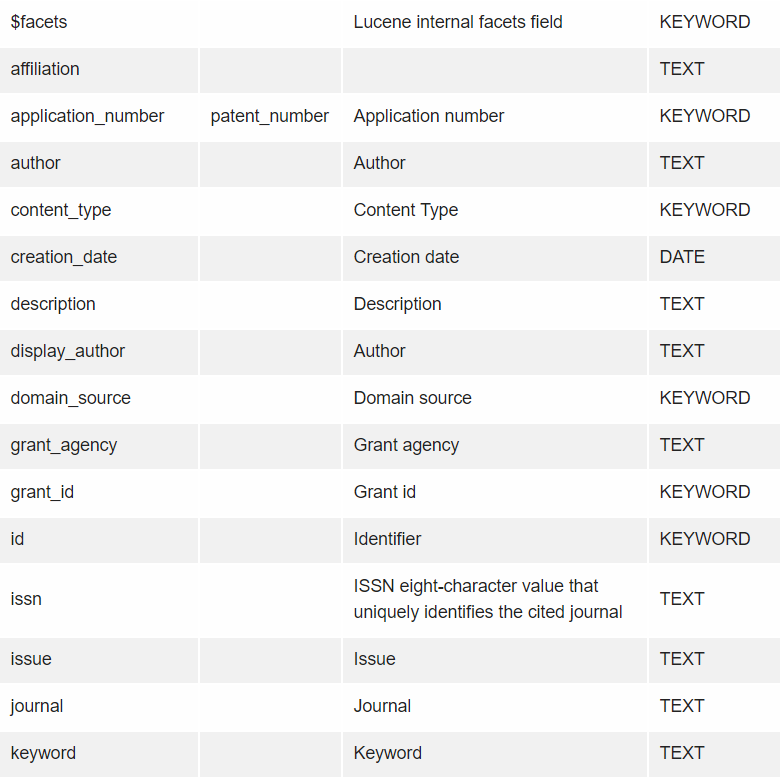 $facets Lucene internal facets field KEYWORD
affiliation TEXT
application_number patent_number Application number KEYWORD
author Author TEXT
content_type Content Type KEYWORD
creation_date Creation date DATE
description Description TEXT
display_author Author TEXT
domain_source Domain source KEYWORD
grant_agency Grant agency TEXT
grant_id Grant id KEYWORD
id Identifier KEYWORD
issn ISSN eight-character value that
uniquely identifies the cited journal TEXT
issue Issue TEXT
journal Journal TEXT
keyword Keyword TEXT